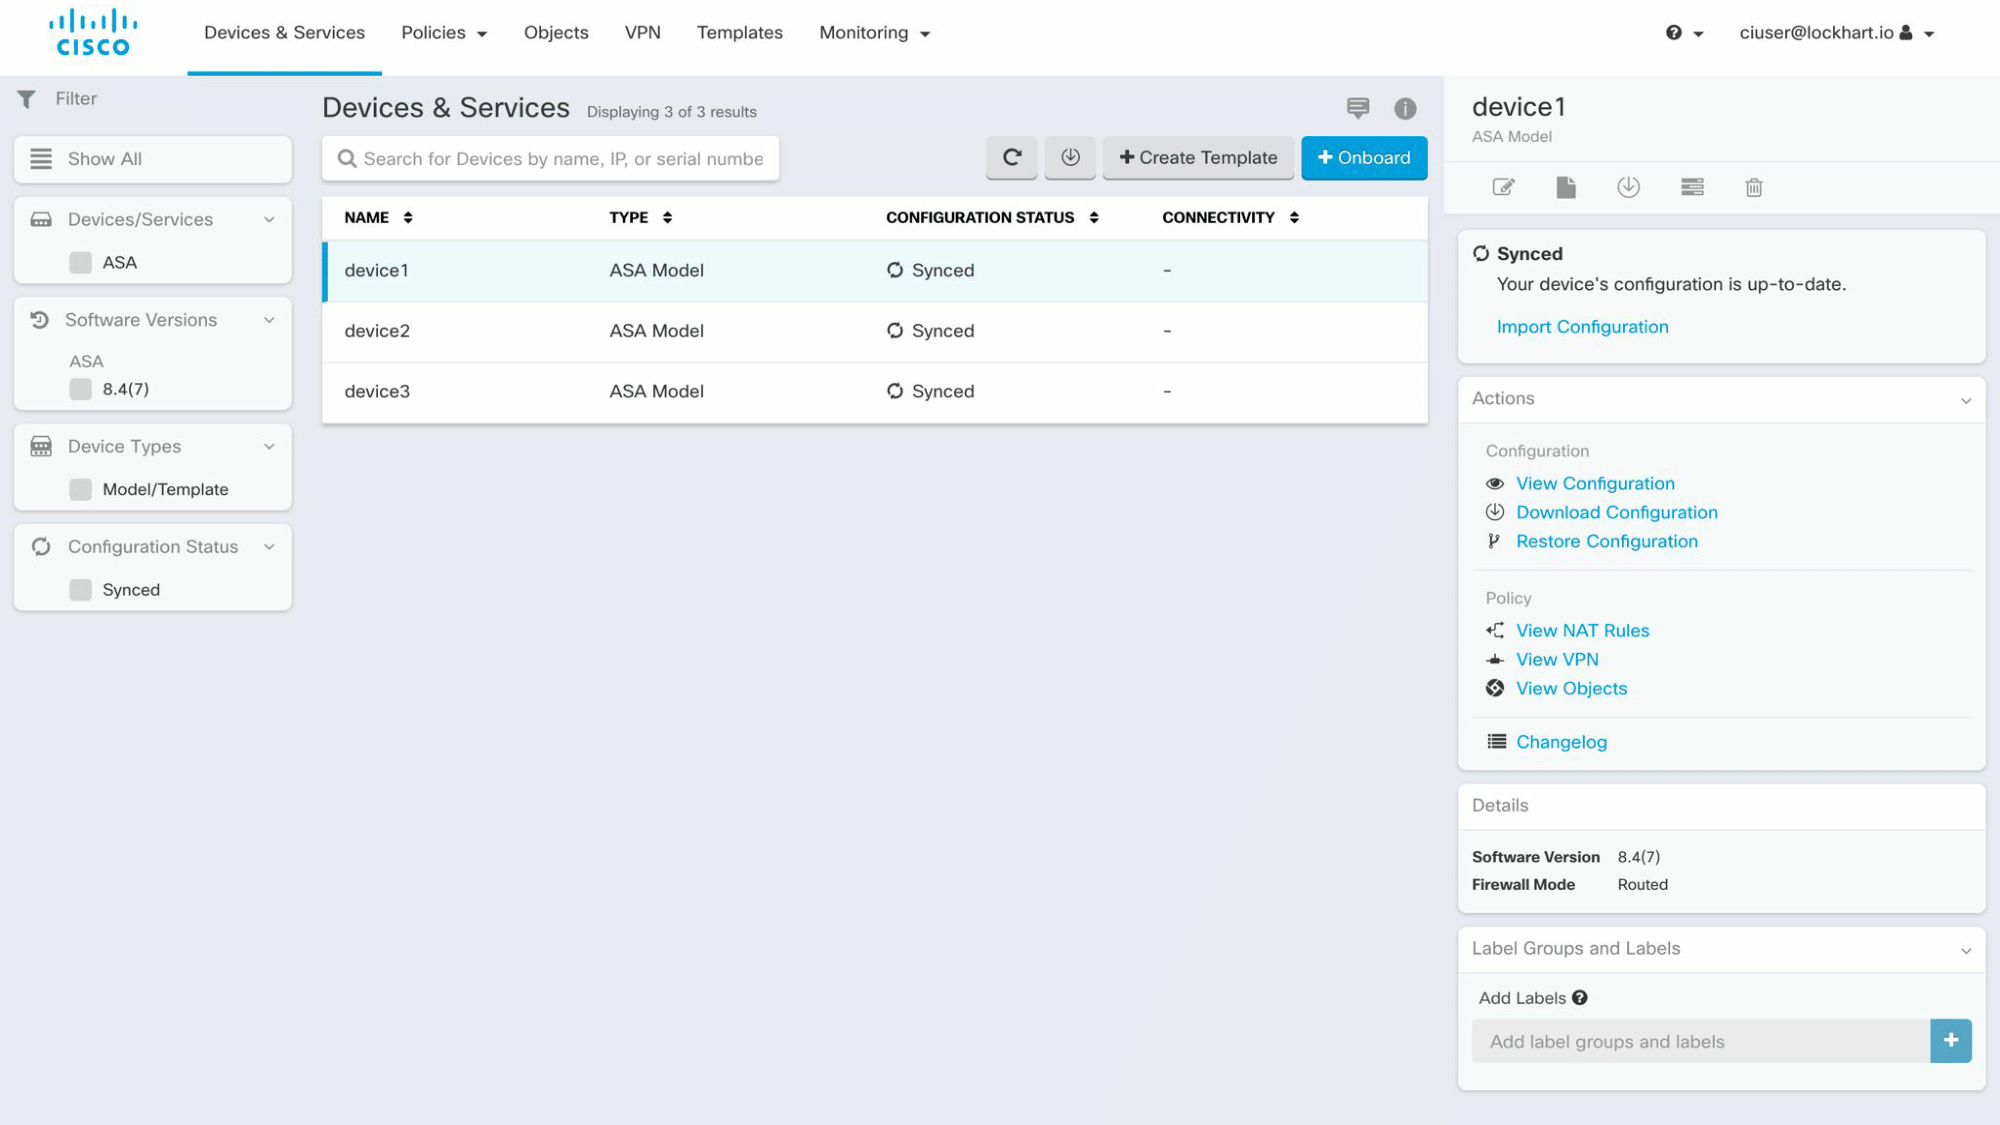 CISCO
Devices & Services
Policies
Objects
VPN
Templates
Monitoring
ciuser@lockhart.io
Filter
Show All
Devices/Services
ASA
Software Versions
ASA
8.4(7)
Device Types
Model/Template
Configuration Status
Synced
Devices & Services Displaying 3 of 3 results
Search for Devices by name, IP, or serial numbe
Create Template
Onboard
NAME TYPE CONFIGURATION STATUS CONNECTIVITY
device1 ASA Model Synced -
device2 ASA Model Synced -
device3 ASA Model Synced -
device1
ASA Model
Synced
Your device's configuration is up-to-date.
Import Configuration
Actions
Configuration
View Configuration
Download Configuration
Restore Configuration
Policy
View NAT Rules
View VPN
View Objects
Changelog
Details
Software Version 8.4(7)
Firewall Mode Routed
Label Groups and Labels
Add Labels
Add label groups and labels